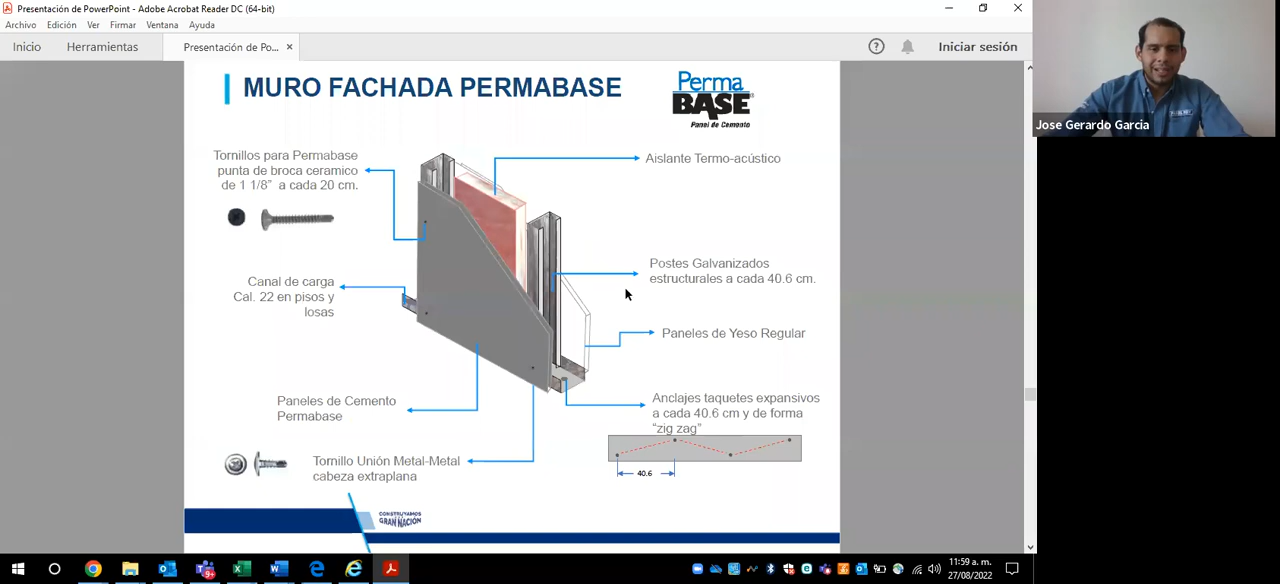 Presentación de PowerPoint - Adobe Acrobat Reader DC (64-bit)
Archivo Edición Ver Firmar Ventana Ayuda
Inicio Herramientas Presentación de Po... × Iniciar sesión
MURO FACHADA PERMABASE
Perma
BASE
Panel de Cemento
Jose Gerardo Garcia
Tornillos para Permabase
punta de broca ceramico
de 1 1/8” a cada 20 cm.
Aislante Termo-acústico
Canal de carga
Cal. 22 en pisos y
losas
Postes Galvanizados
estructurales a cada 40.6 cm.
Paneles de Yeso Regular
Paneles de Cemento
Permabase
Anclajes taquetes expansivos
a cada 40.6 cm y de forma
“zig zag”
40.6
Tornillo Unión Metal-Metal
cabeza extraplana
CONSTRUYAMOS
GRAN NACIÓN
11:59 a. m.
27/08/2022